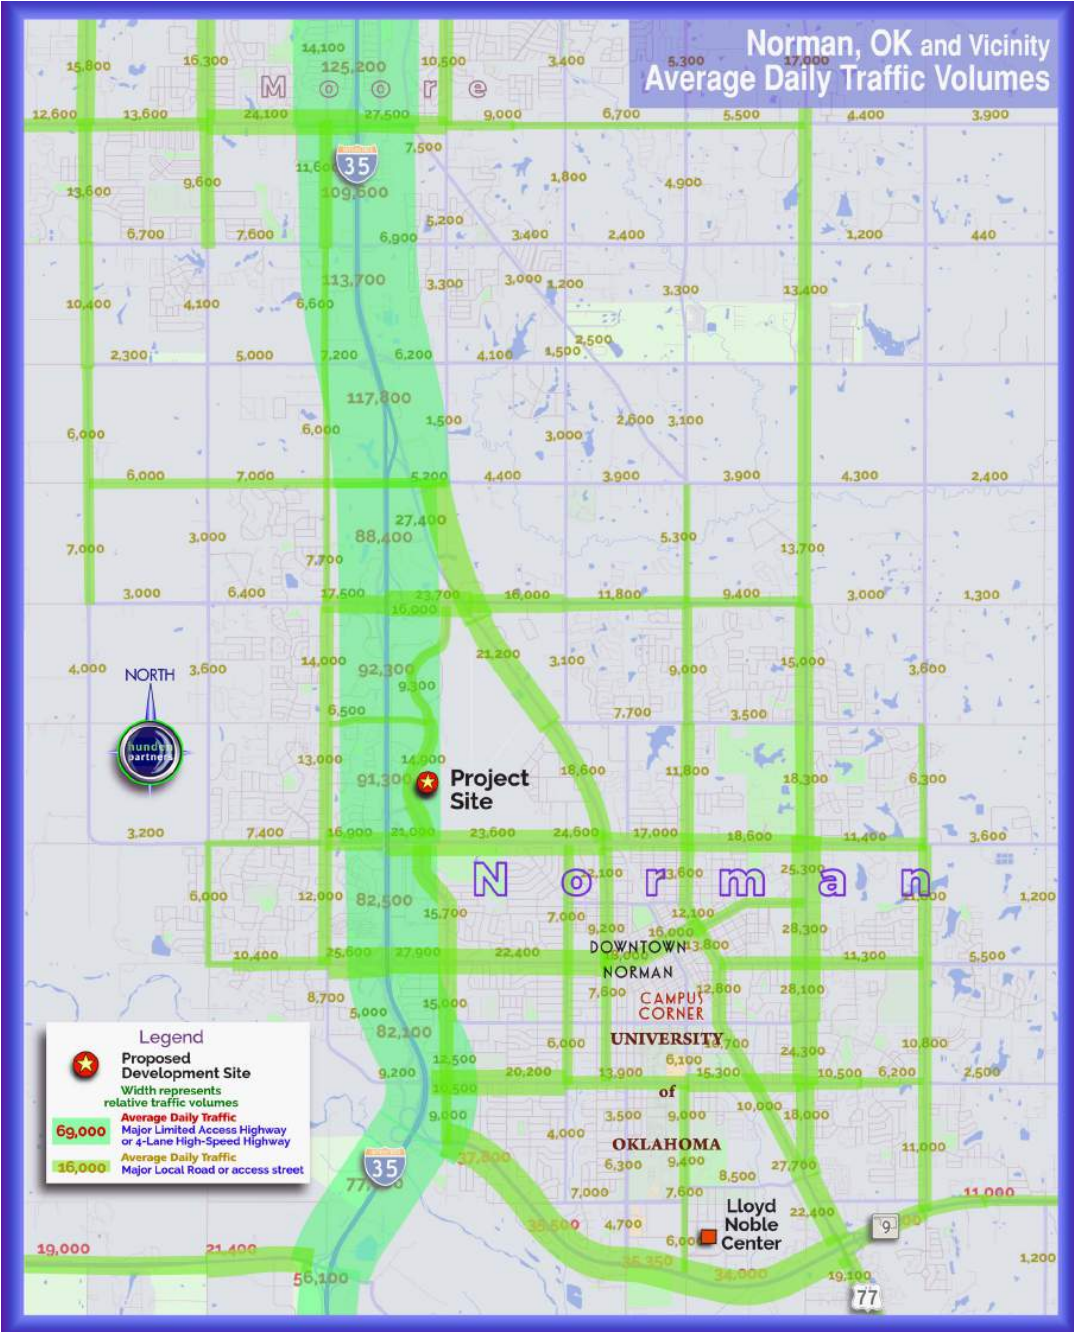 Norman, OK and Vicinity
Average Daily Traffic Volumes
14,100
15,800 16,300 125,200 10,500 3,400 5,300 17,000
M o o r e
12,600 13,600 24,100 27,500 9,000 6,700 5,500 4,400 3,900
35
7,500
13,600 9,600 109,600 1,800 4,900
5,200
6,700 7,600 6,900 3,400 2,400 1,200 440
113,700 3,300 3,000 1,200 3,300 13,400
10,400 4,100 6,600
2,500
2,300 5,000 7,200 6,200 4,100 1,500
117,800
6,000 6,000 1,500 3,000 2,600 3,100
6,000 7,000 5,200 4,400 3,900 3,900 4,300 2,400
27,400
7,000 3,000 88,400 5,300 13,700
7,700
3,000 6,400 17,500 23,700 16,000 11,800 9,400 3,000 1,300
16,000
4,000 3,600 14,000 92,300 21,200 3,100 9,000 15,000 3,600
NORTH
9,300
6,500 7,700 3,500
hunden
partners
13,000 14,900
91,300 18,600 11,800 18,300 6,300
Project
Site
3,200 7,400 16,900 21,000 23,600 24,600 17,000 18,600 11,400 3,600
N o r m a n
13,600 25,300
6,000 12,000 82,500 1,200
15,700 7,000 12,100
9,200 16,000 28,300
DOWNTOWN 13,800
10,400 25,600 27,900 22,400 11,300 5,500
NORMAN
8,700 15,000 7,600 12,800 28,100
CAMPUS
CORNER
5,000
82,100 6,000 UNIVERSITY 24,300 10,800
12,500 6,100
9,200 20,200 13,900 15,300 10,500 6,200 2,500
10,500 of
9,000 3,500 9,000 10,000 18,000
4,000 OKLAHOMA 11,000
37,800 6,300 9,400 27,700
35 8,500
7,000 7,600 11,000
Lloyd
Noble
Center
35,500 4,700 22,400 9
19,000 21,400 35,350 34,000 19,100 1,200
56,100
77
Legend
Proposed
Development Site
Width represents
relative traffic volumes
Average Daily Traffic
69,000 Major Limited Access Highway
or 4-Lane High-Speed Highway
Average Daily Traffic
16,000 Major Local Road or access street